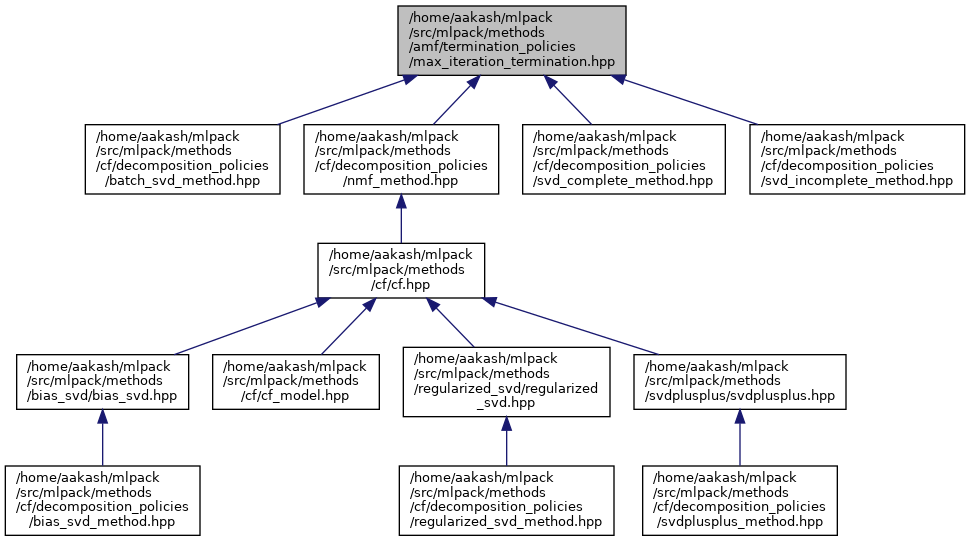 /home/aakash/mlpack
/src/mlpack/methods
/amf/termination_policies
/max_iteration_termination.hpp
/home/aakash/mlpack
/src/mlpack/methods
/cf/decomposition_policies
/batch_svd_method.hpp
/home/aakash/mlpack
/src/mlpack/methods
/cf/decomposition_policies
/nmf_method.hpp
/home/aakash/mlpack
/src/mlpack/methods
/cf/decomposition_policies
/svd_complete_method.hpp
/home/aakash/mlpack
/src/mlpack/methods
/cf/decomposition_policies
/svd_incomplete_method.hpp
/home/aakash/mlpack
/src/mlpack/methods
/cf/cf.hpp
/home/aakash/mlpack
/src/mlpack/methods
/bias_svd/bias_svd.hpp
/home/aakash/mlpack
/src/mlpack/methods
/cf/cf_model.hpp
/home/aakash/mlpack
/src/mlpack/methods
/regularized_svd/regularized
_svd.hpp
/home/aakash/mlpack
/src/mlpack/methods
/svdplusplus/svdplusplus.hpp
/home/aakash/mlpack
/src/mlpack/methods
/cf/decomposition_policies
/bias_svd_method.hpp
/home/aakash/mlpack
/src/mlpack/methods
/cf/decomposition_policies
/regularized_svd_method.hpp
/home/aakash/mlpack
/src/mlpack/methods
/cf/decomposition_policies
/svdplusplus_method.hpp